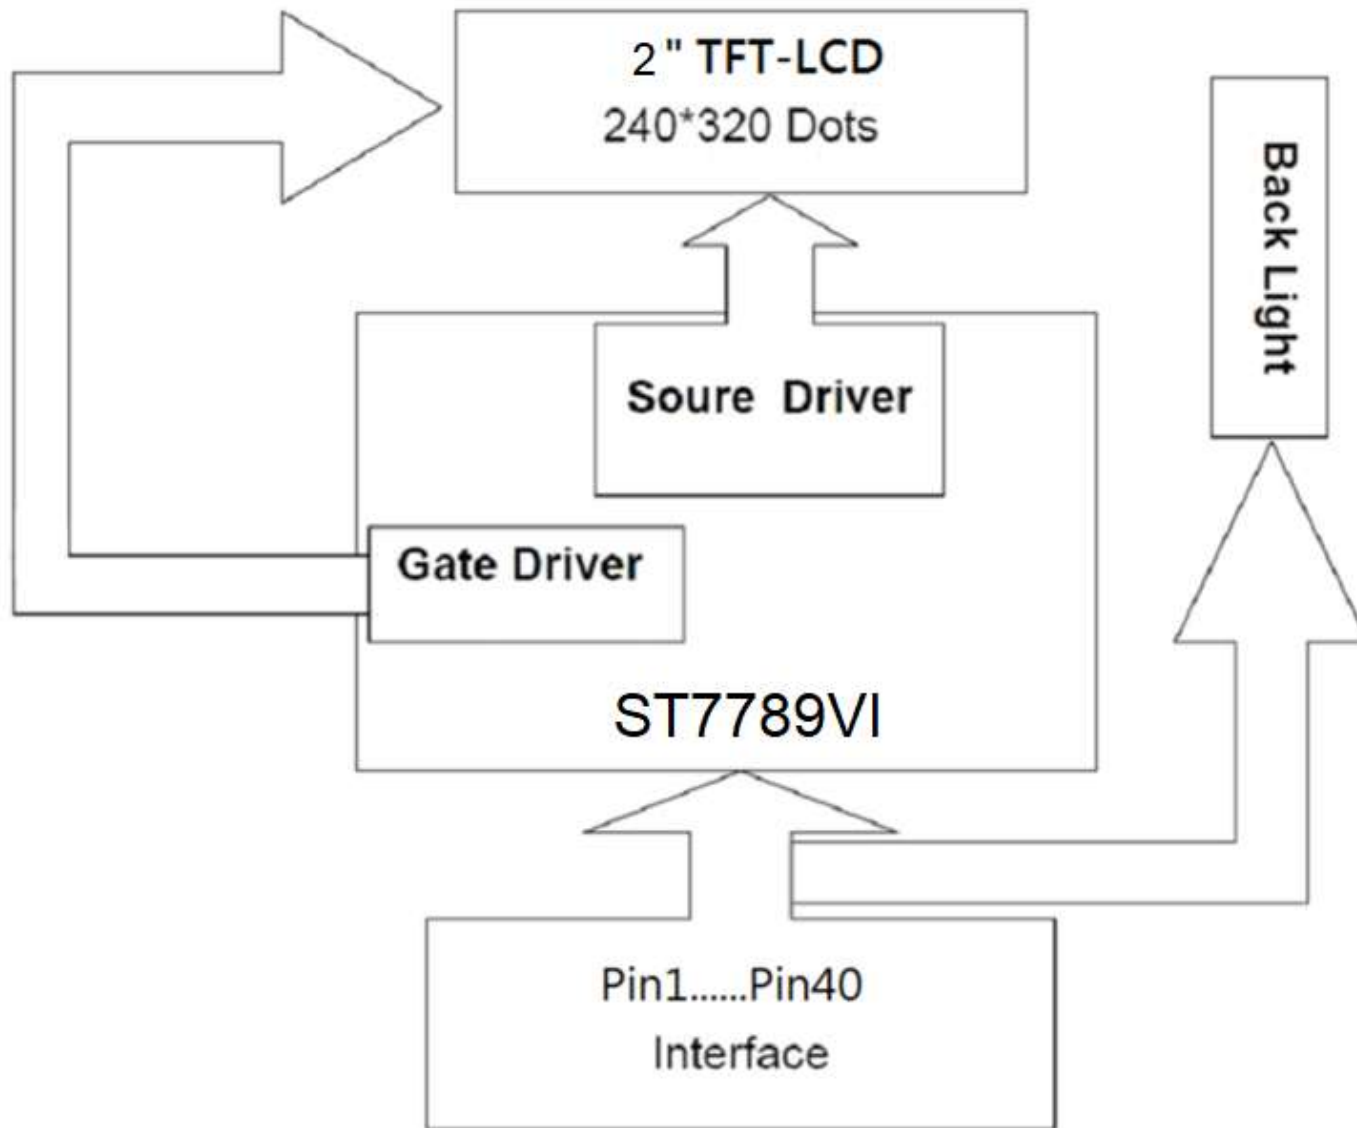 2" TFT-LCD
240*320 Dots
Back Light
Soure Driver
Gate Driver
ST7789VI
Pin1......Pin40
Interface